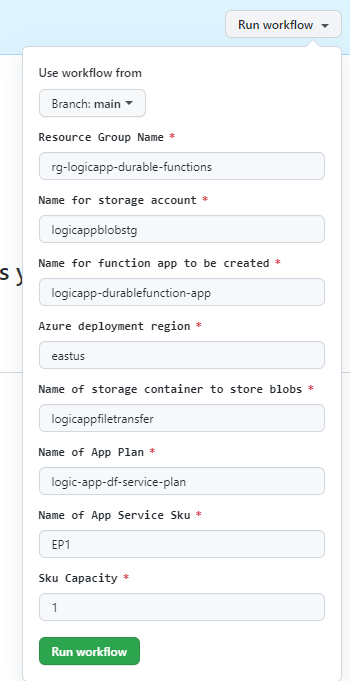 Run workflow
Use workflow from
Branch: main
Resource Group Name *
rg-logicapp-durable-functions
Name for storage account *
logicappblobstg
s y
Name for function app to be created *
logicapp-durablefunction-app
Azure deployment region *
eastus
Name of storage container to store blobs *
logicappfiletransfer
Name of App Plan *
logic-app-df-service-plan
Name of App Service Sku *
EP1
Sku Capacity *
1
Run workflow